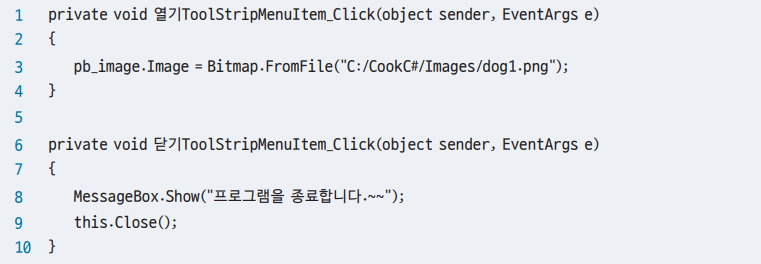 1 private void 열기ToolStripMenuItem_Click(object sender, EventArgs e)
2 {
3 pb_image.Image = Bitmap.FromFile("C:/CookC#/Images/dog1.png");
4 }
5
6 private void 닫기ToolStripMenuItem_Click(object sender, EventArgs e)
7 {
8 MessageBox.Show("프로그램을 종료합니다.~~");
9 this.Close();
10 }